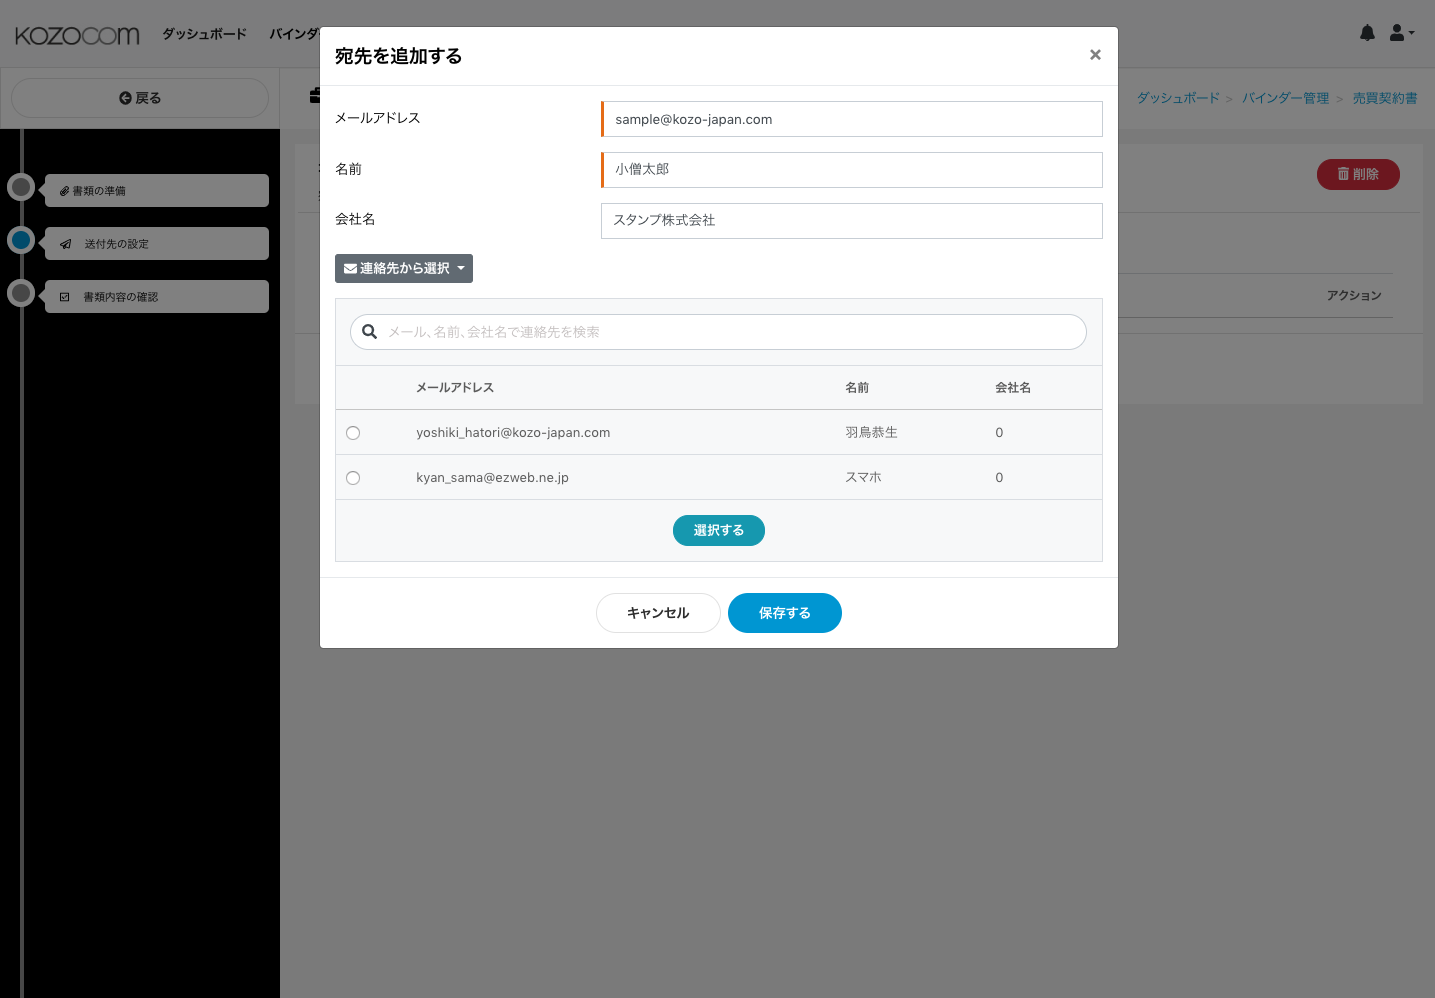 KOZOCOM ダッシュボード
戻る
ダッシュボード > バインダー管理 > 売買契約書
書類の準備
送付先の設定
書類内容の確認
削除
アクション
宛先を追加する
×
メールアドレス sample@kozo-japan.com
名前 小僧太郎
会社名 スタンプ株式会社
連絡先から選択
メール、名前、会社名で連絡先を検索
メールアドレス 名前 会社名
yoshiki_hatori@kozo-japan.com 羽鳥恭生 0
kyan_sama@ezweb.ne.jp スマホ 0
選択する
キャンセル 保存する